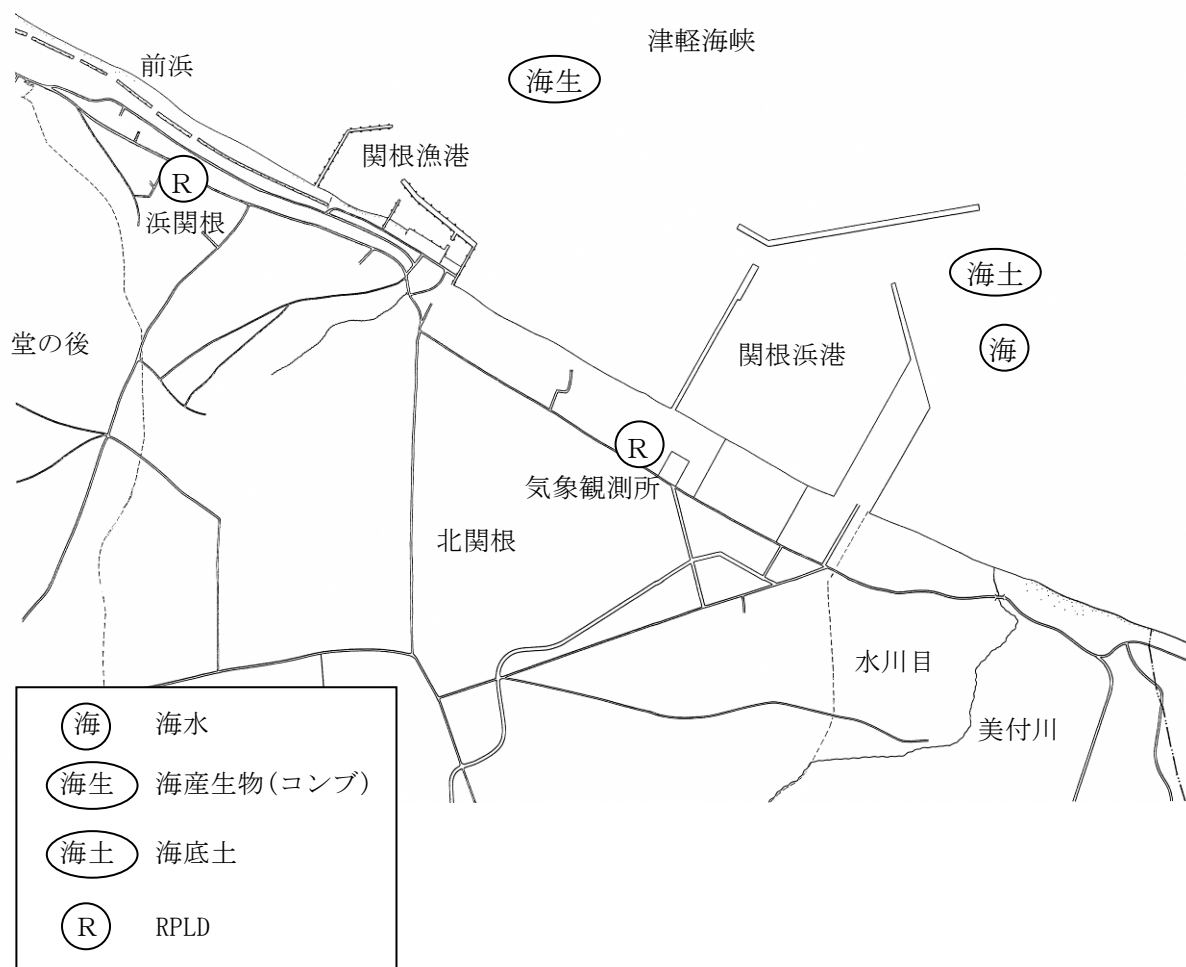 津軽海峡
前浜
海生
関根漁港
R
浜関根
海土
堂の後
関根浜港
海
R
気象観測所
北関根
水川目
美付川
海 海水
海生 海産生物(コンブ)
海土 海底土
R RPLD